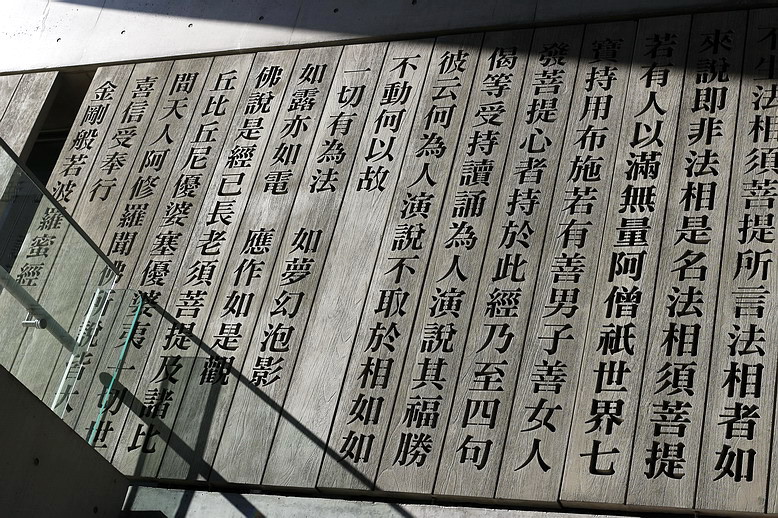 不生法相須菩提所言法相者如
來說即非法相是名法相須菩提
若有人以滿無量阿僧祇世界七
寶持用布施若有善男子善女人
發菩提心者持於此經乃至四句
偈等受持讀誦為人演說其福勝
彼云何為人演說不取於相如如
不動何以故
一切有為法　如夢幻泡影
如露亦如電　應作如是觀
佛說是經已長老須菩提及諸比
丘比丘尼優婆塞優婆夷一切世
間天人阿修羅聞佛所說皆大
喜信受奉行
金剛般若波羅蜜經